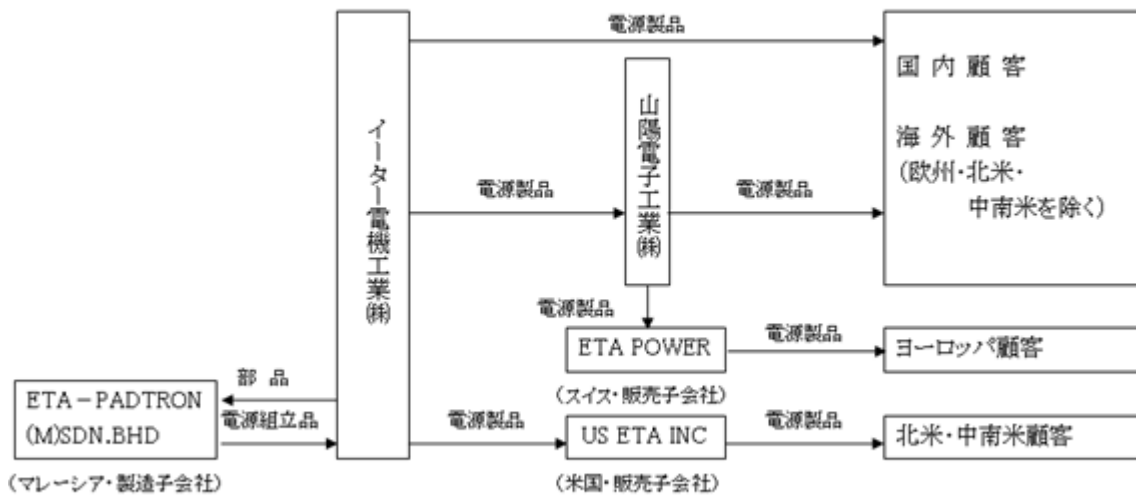 電源製品
国内顧客
海外顧客
（欧州・北米・
中南米を除く）
イーター電機工業㈱
山陽電子工業㈱
電源製品
電源製品
電源製品
ETA POWER
電源製品
ヨーロッパ顧客
（スイス・販売子会社）
部品
ETA－PADTRON
(M)SDN.BHD
電源組立品
（マレーシア・製造子会社）
電源製品
US ETA INC
電源製品
北米・中南米顧客
（米国・販売子会社）